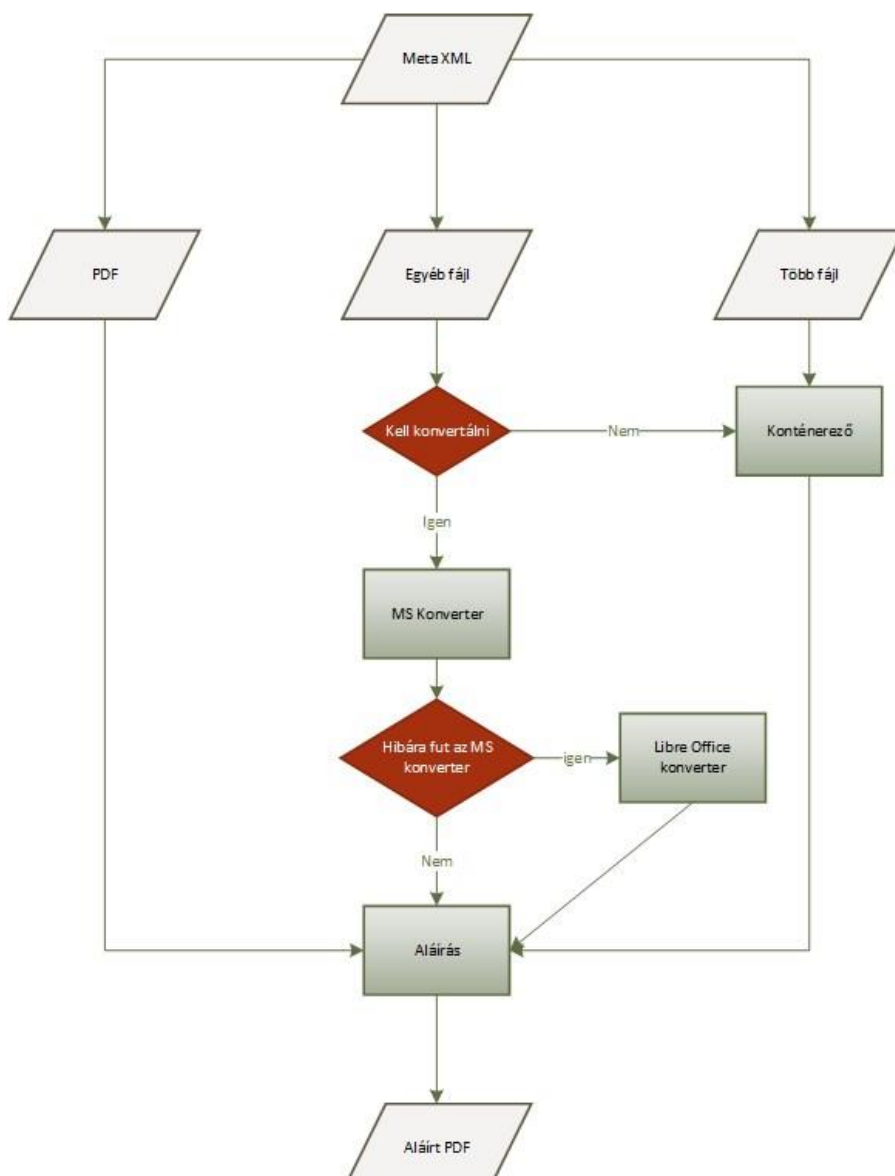 Meta XML
PDF
Egyéb fájl
Több fájl
Kell konvertálni
Nem
Konténerező
Igen
MS Konverter
Hibára fut az MS
konverter
igen
Libre Office
konverter
Nem
Aláírás
Aláírt PDF